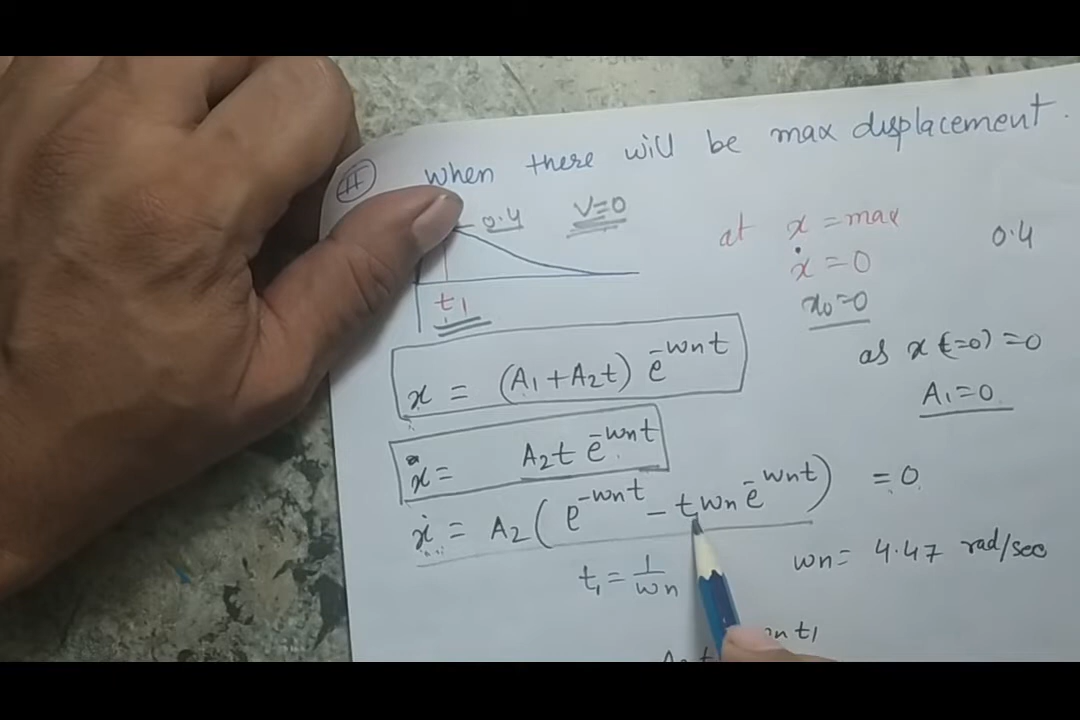 # when there will be max displacement.
0.4 V=0
at x = max
0.4
ẋ = 0
t1
x0=0
as x (t=0) = 0
x = (A1 + A2t) e^-wnt
A1 = 0
ẋ = A2t e^-wnt
ẋ = A2 ( e^-wnt - t wn e^-wnt ) = 0
t1 = 1/wn
wn = 4.47 rad/sec